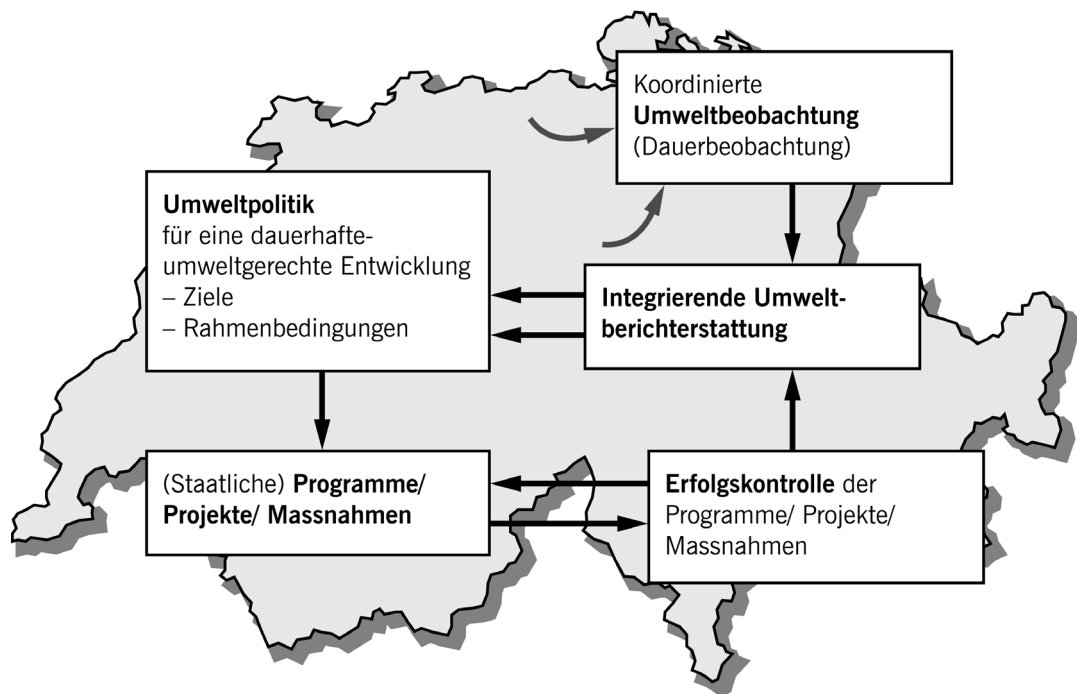 Koordinierte
Umweltbeobachtung
(Dauerbeobachtung)
Umweltpolitik
für eine dauerhafte-
umweltgerechte Entwicklung
– Ziele
– Rahmenbedingungen
Integrierende Umwelt-
berichterstattung
(Staatliche) Programme/
Projekte/ Massnahmen
Erfolgskontrolle der
Programme/ Projekte/
Massnahmen